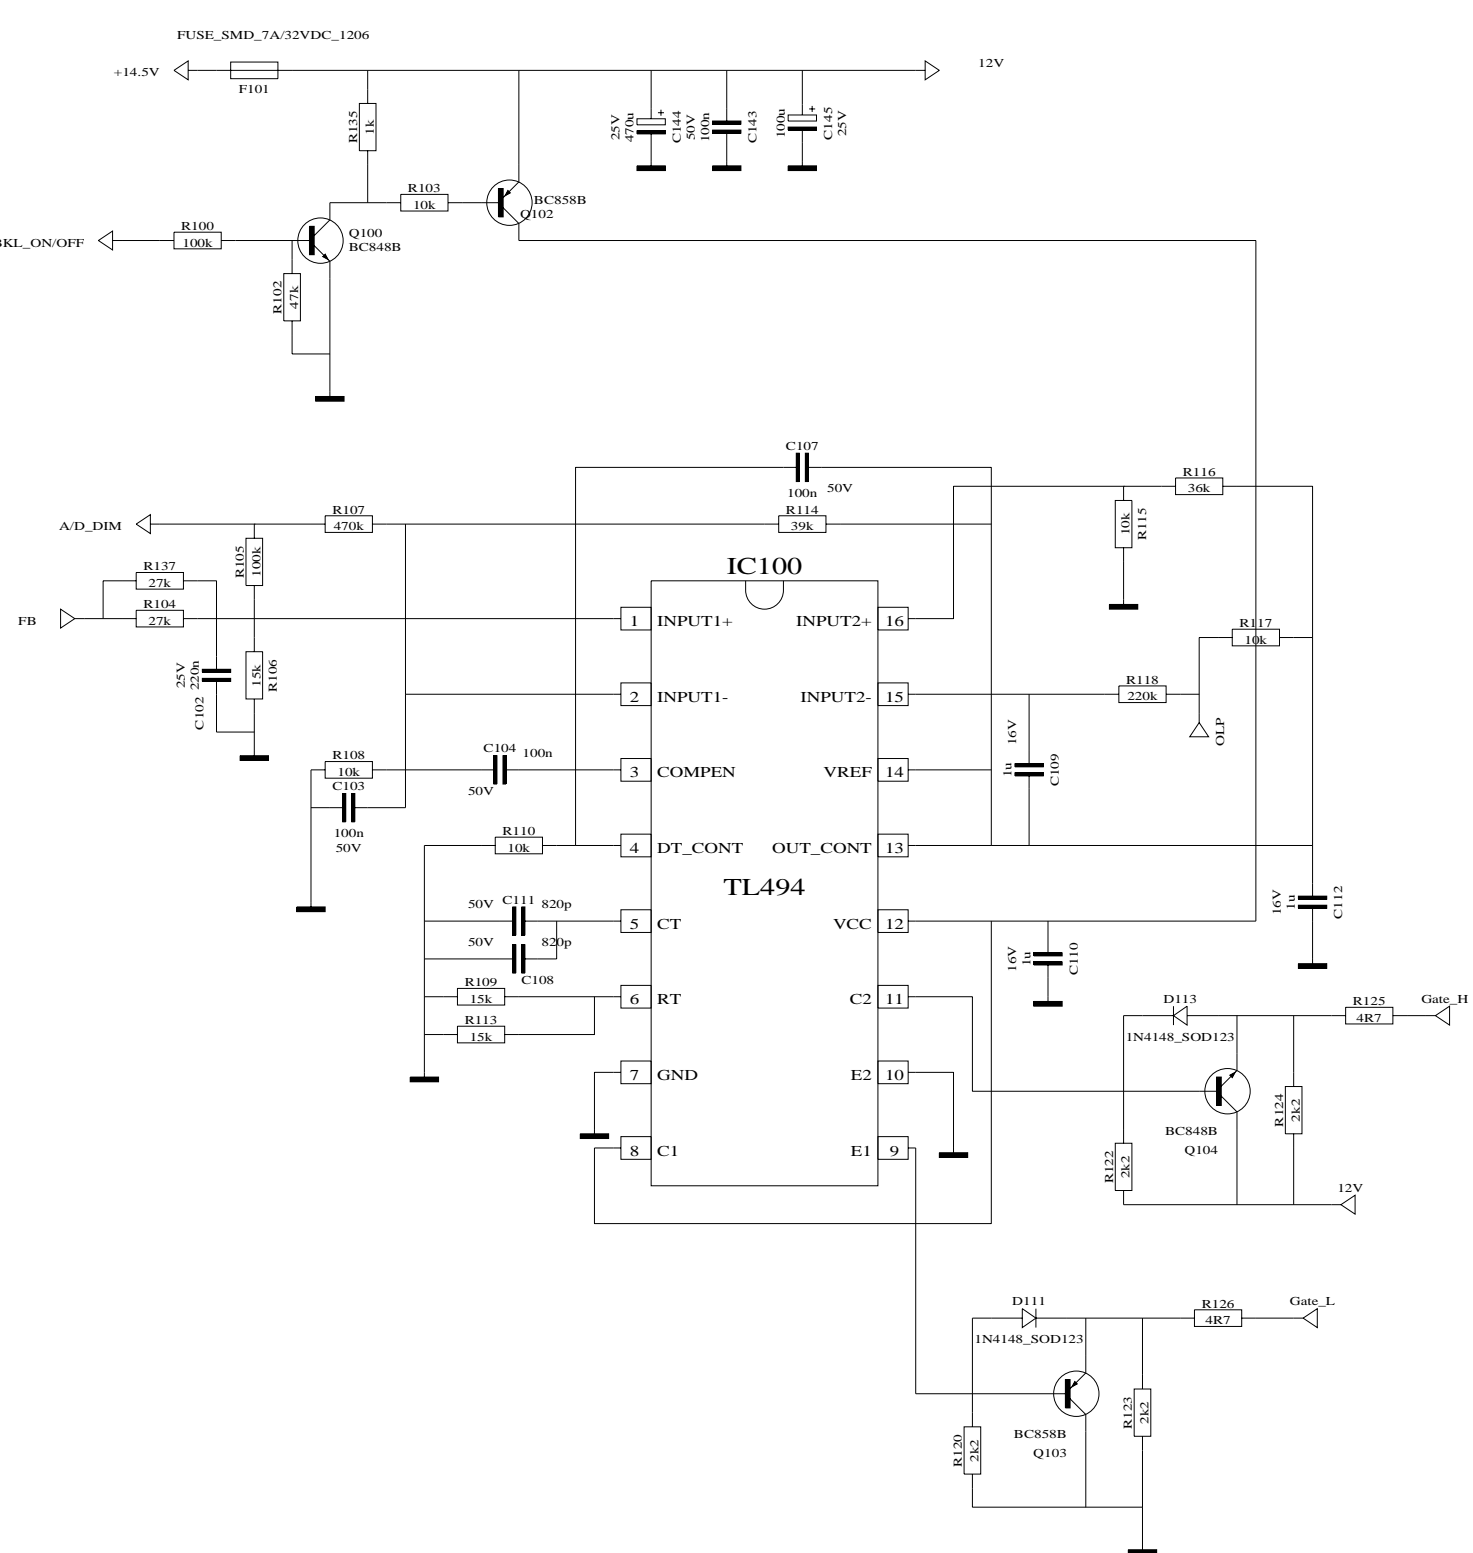 FUSE_SMD_7A/32VDC_1206
+14.5V
F101
12V
R135
1k
25V
470u
C144
50V
100n
C143
100u
C145
25V
R103
10k
BC858B
Q102
R100
100k
Q100
BC848B
BKL_ON/OFF
R102
47k
C107
100n
50V
R116
36k
R107
470k
R114
39k
10k
R115
A/D_DIM
R105
100k
R137
27k
IC100
R104
27k
FB
1
INPUT1+
INPUT2+
16
R117
10k
25V
220n
C102
15k
R106
2
INPUT1-
INPUT2-
15
R118
220k
OLP
16V
1u
C109
R108
10k
C104
100n
50V
3
COMPEN
VREF
14
C103
100n
50V
R110
10k
4
DT_CONT
OUT_CONT
13
TL494
50V
C111
820p
16V
1u
C112
5
CT
VCC
12
50V
820p
C108
16V
1u
C110
R109
15k
6
RT
C2
11
D113
1N4148_SOD123
R125
4R7
Gate_H
R113
15k
7
GND
E2
10
R124
2k2
BC848B
Q104
8
C1
E1
9
R122
2k2
12V
D111
1N4148_SOD123
R126
4R7
Gate_L
R123
2k2
BC858B
Q103
R120
2k2